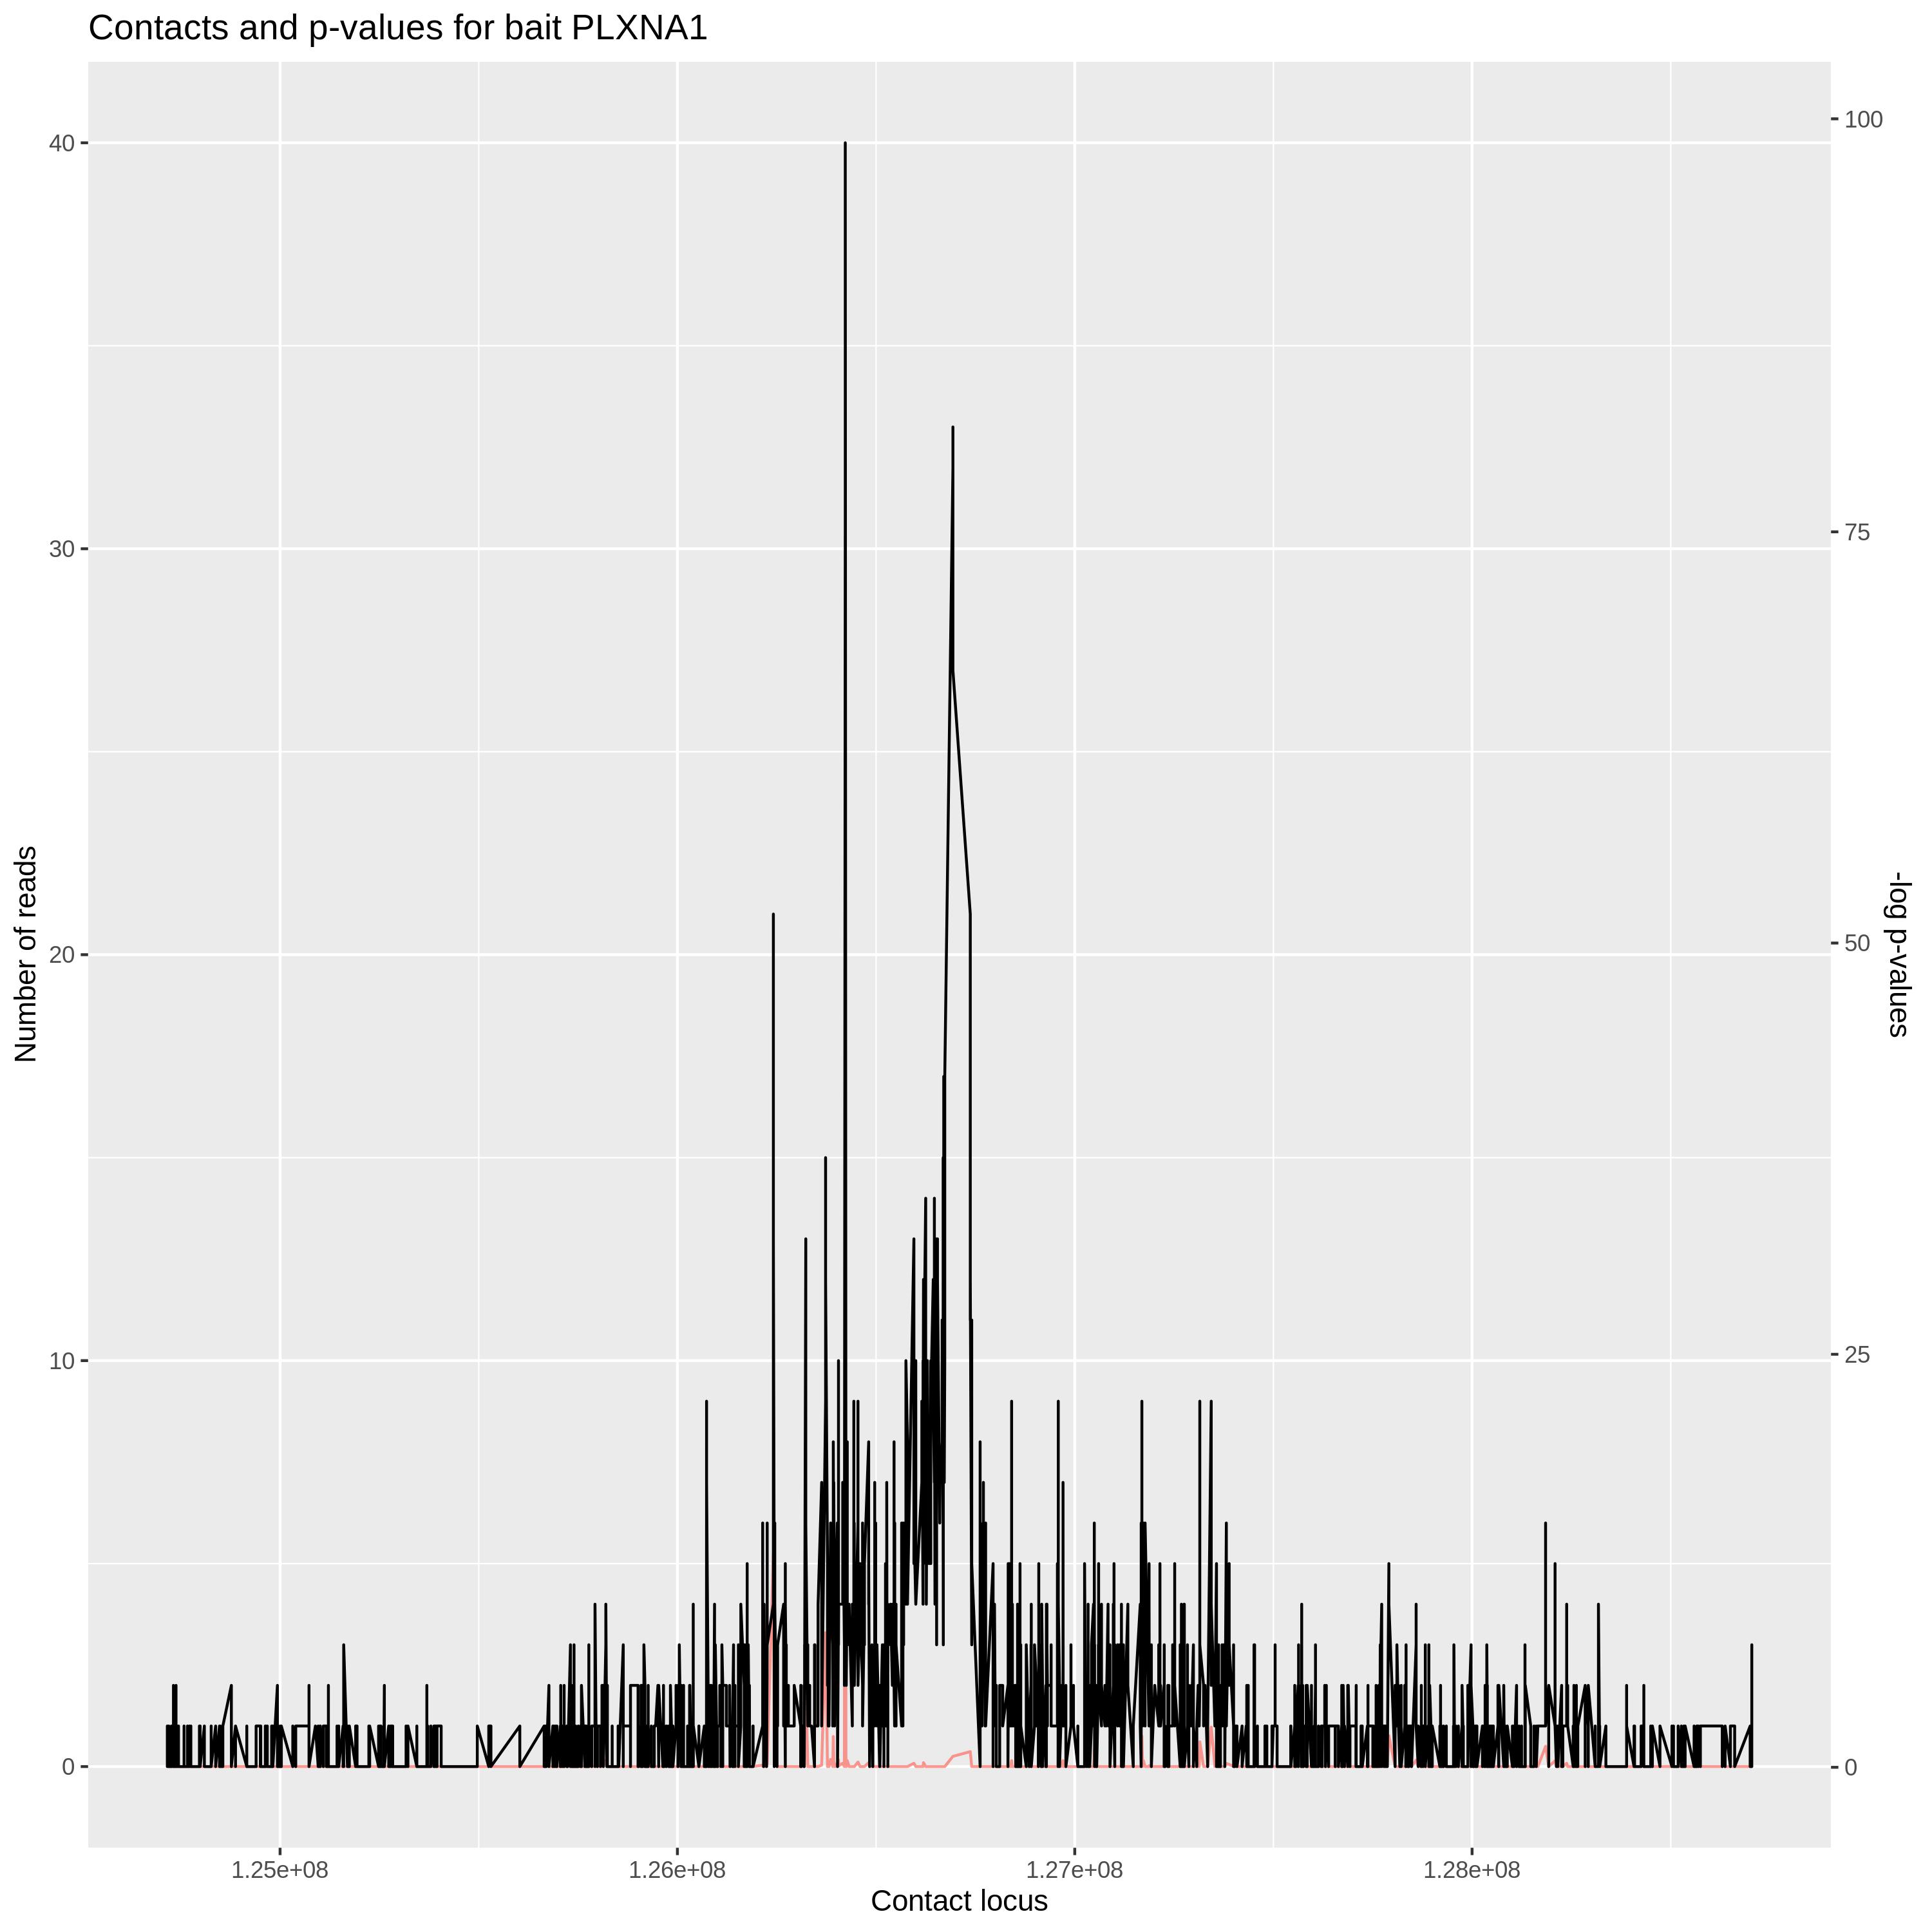 Contacts and p-values for bait PLXNA1
40
30
20
10
0
100
75
50
25
0
Number of reads
-log p-values
1.25e+08
1.26e+08
1.27e+08
1.28e+08
Contact locus